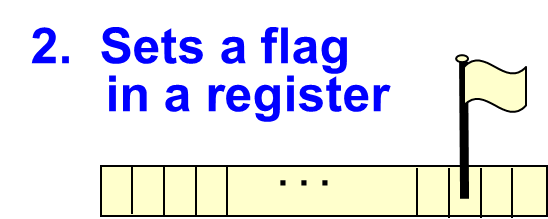 2. Sets a flag
in a register
. . .